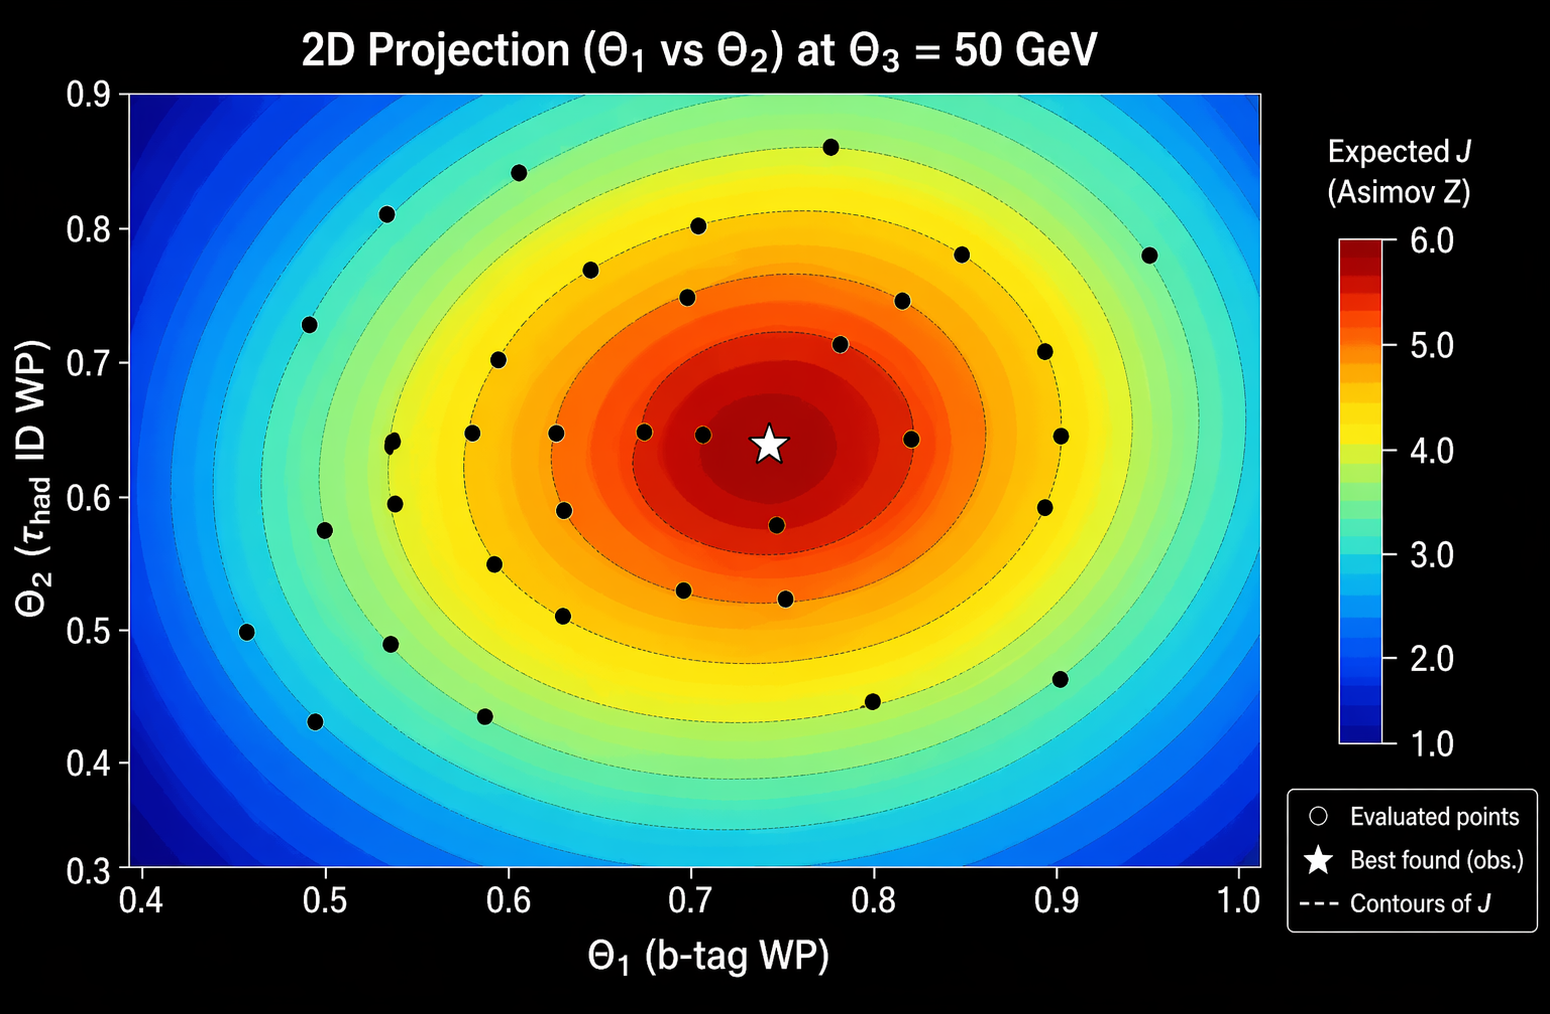 2D Projection (Θ₁ vs Θ₂) at Θ₃ = 50 GeV
Θ₂ (τhad ID WP)
0.9
0.8
0.7
0.6
0.5
0.4
0.3
0.4 0.5 0.6 0.7 0.8 0.9 1.0
Θ₁ (b-tag WP)
Expected J
(Asimov Z)
6.0
5.0
4.0
3.0
2.0
1.0
Evaluated points
Best found (obs.)
Contours of J